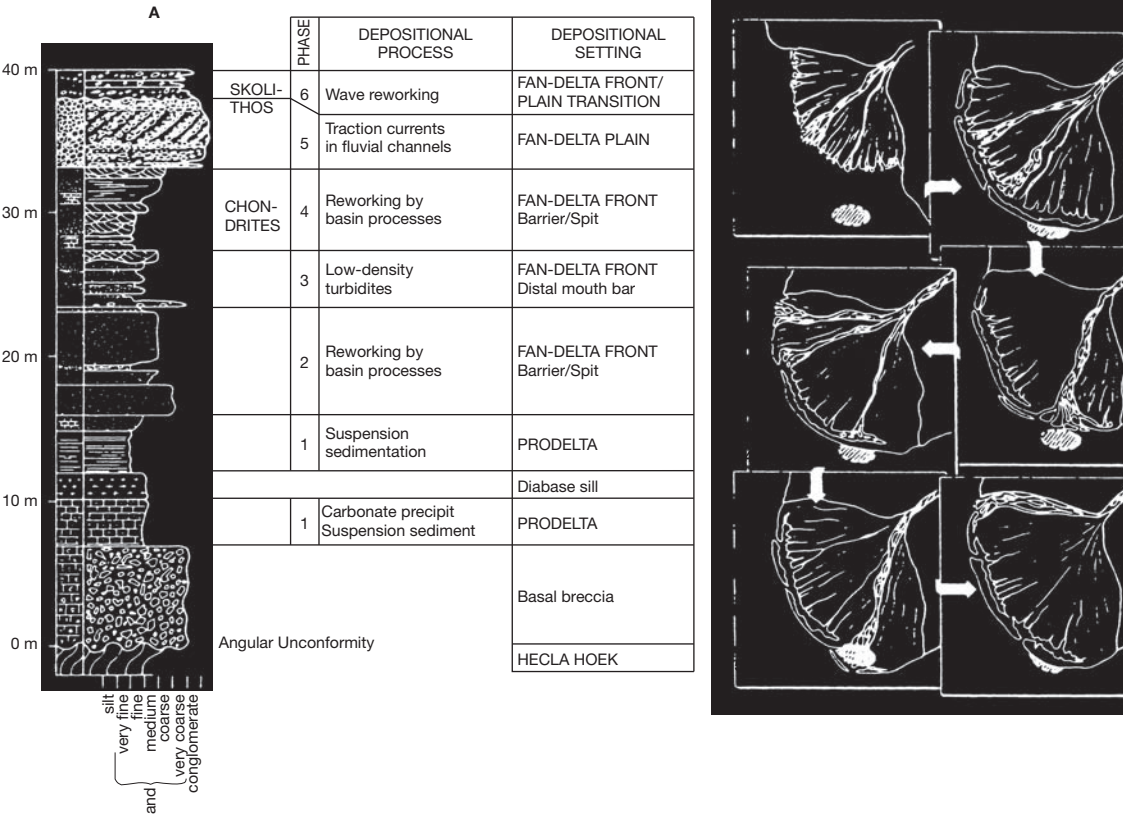 A
PHASE
DEPOSITIONAL
PROCESS
DEPOSITIONAL
SETTING
40 m
SKOLI-
THOS
6
Wave reworking
FAN-DELTA FRONT/
PLAIN TRANSITION
5
Traction currents
in fluvial channels
FAN-DELTA PLAIN
30 m
CHON-
DRITES
4
Reworking by
basin processes
FAN-DELTA FRONT
Barrier/Spit
3
Low-density
turbidites
FAN-DELTA FRONT
Distal mouth bar
20 m
2
Reworking by
basin processes
FAN-DELTA FRONT
Barrier/Spit
1
Suspension
sedimentation
PRODELTA
Diabase sill
10 m
1
Carbonate precipit
Suspension sediment
PRODELTA
Basal breccia
0 m
Angular Unconformity
HECLA HOEK
silt
very fine
fine
medium
coarse
very coarse
conglomerate
and